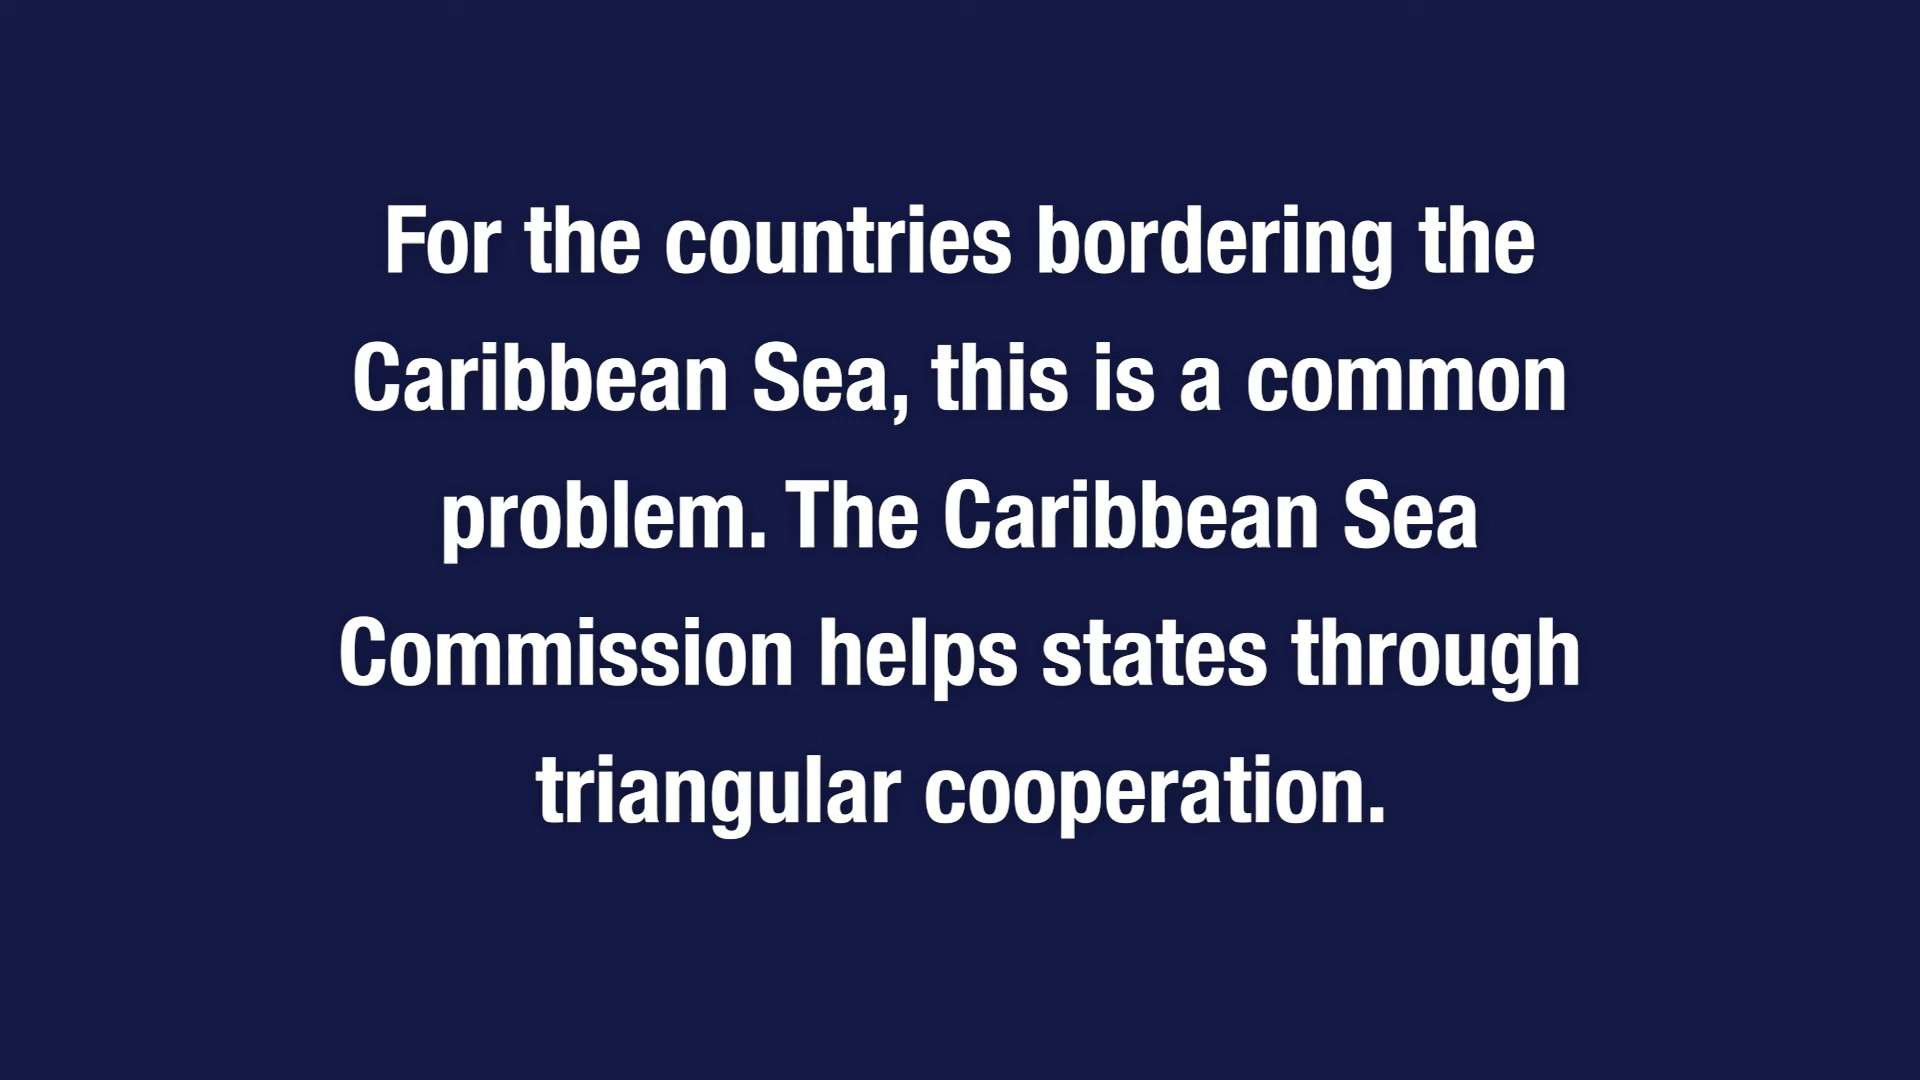 For the countries bordering the
Caribbean Sea, this is a common
problem. The Caribbean Sea
Commission helps states through
triangular cooperation.